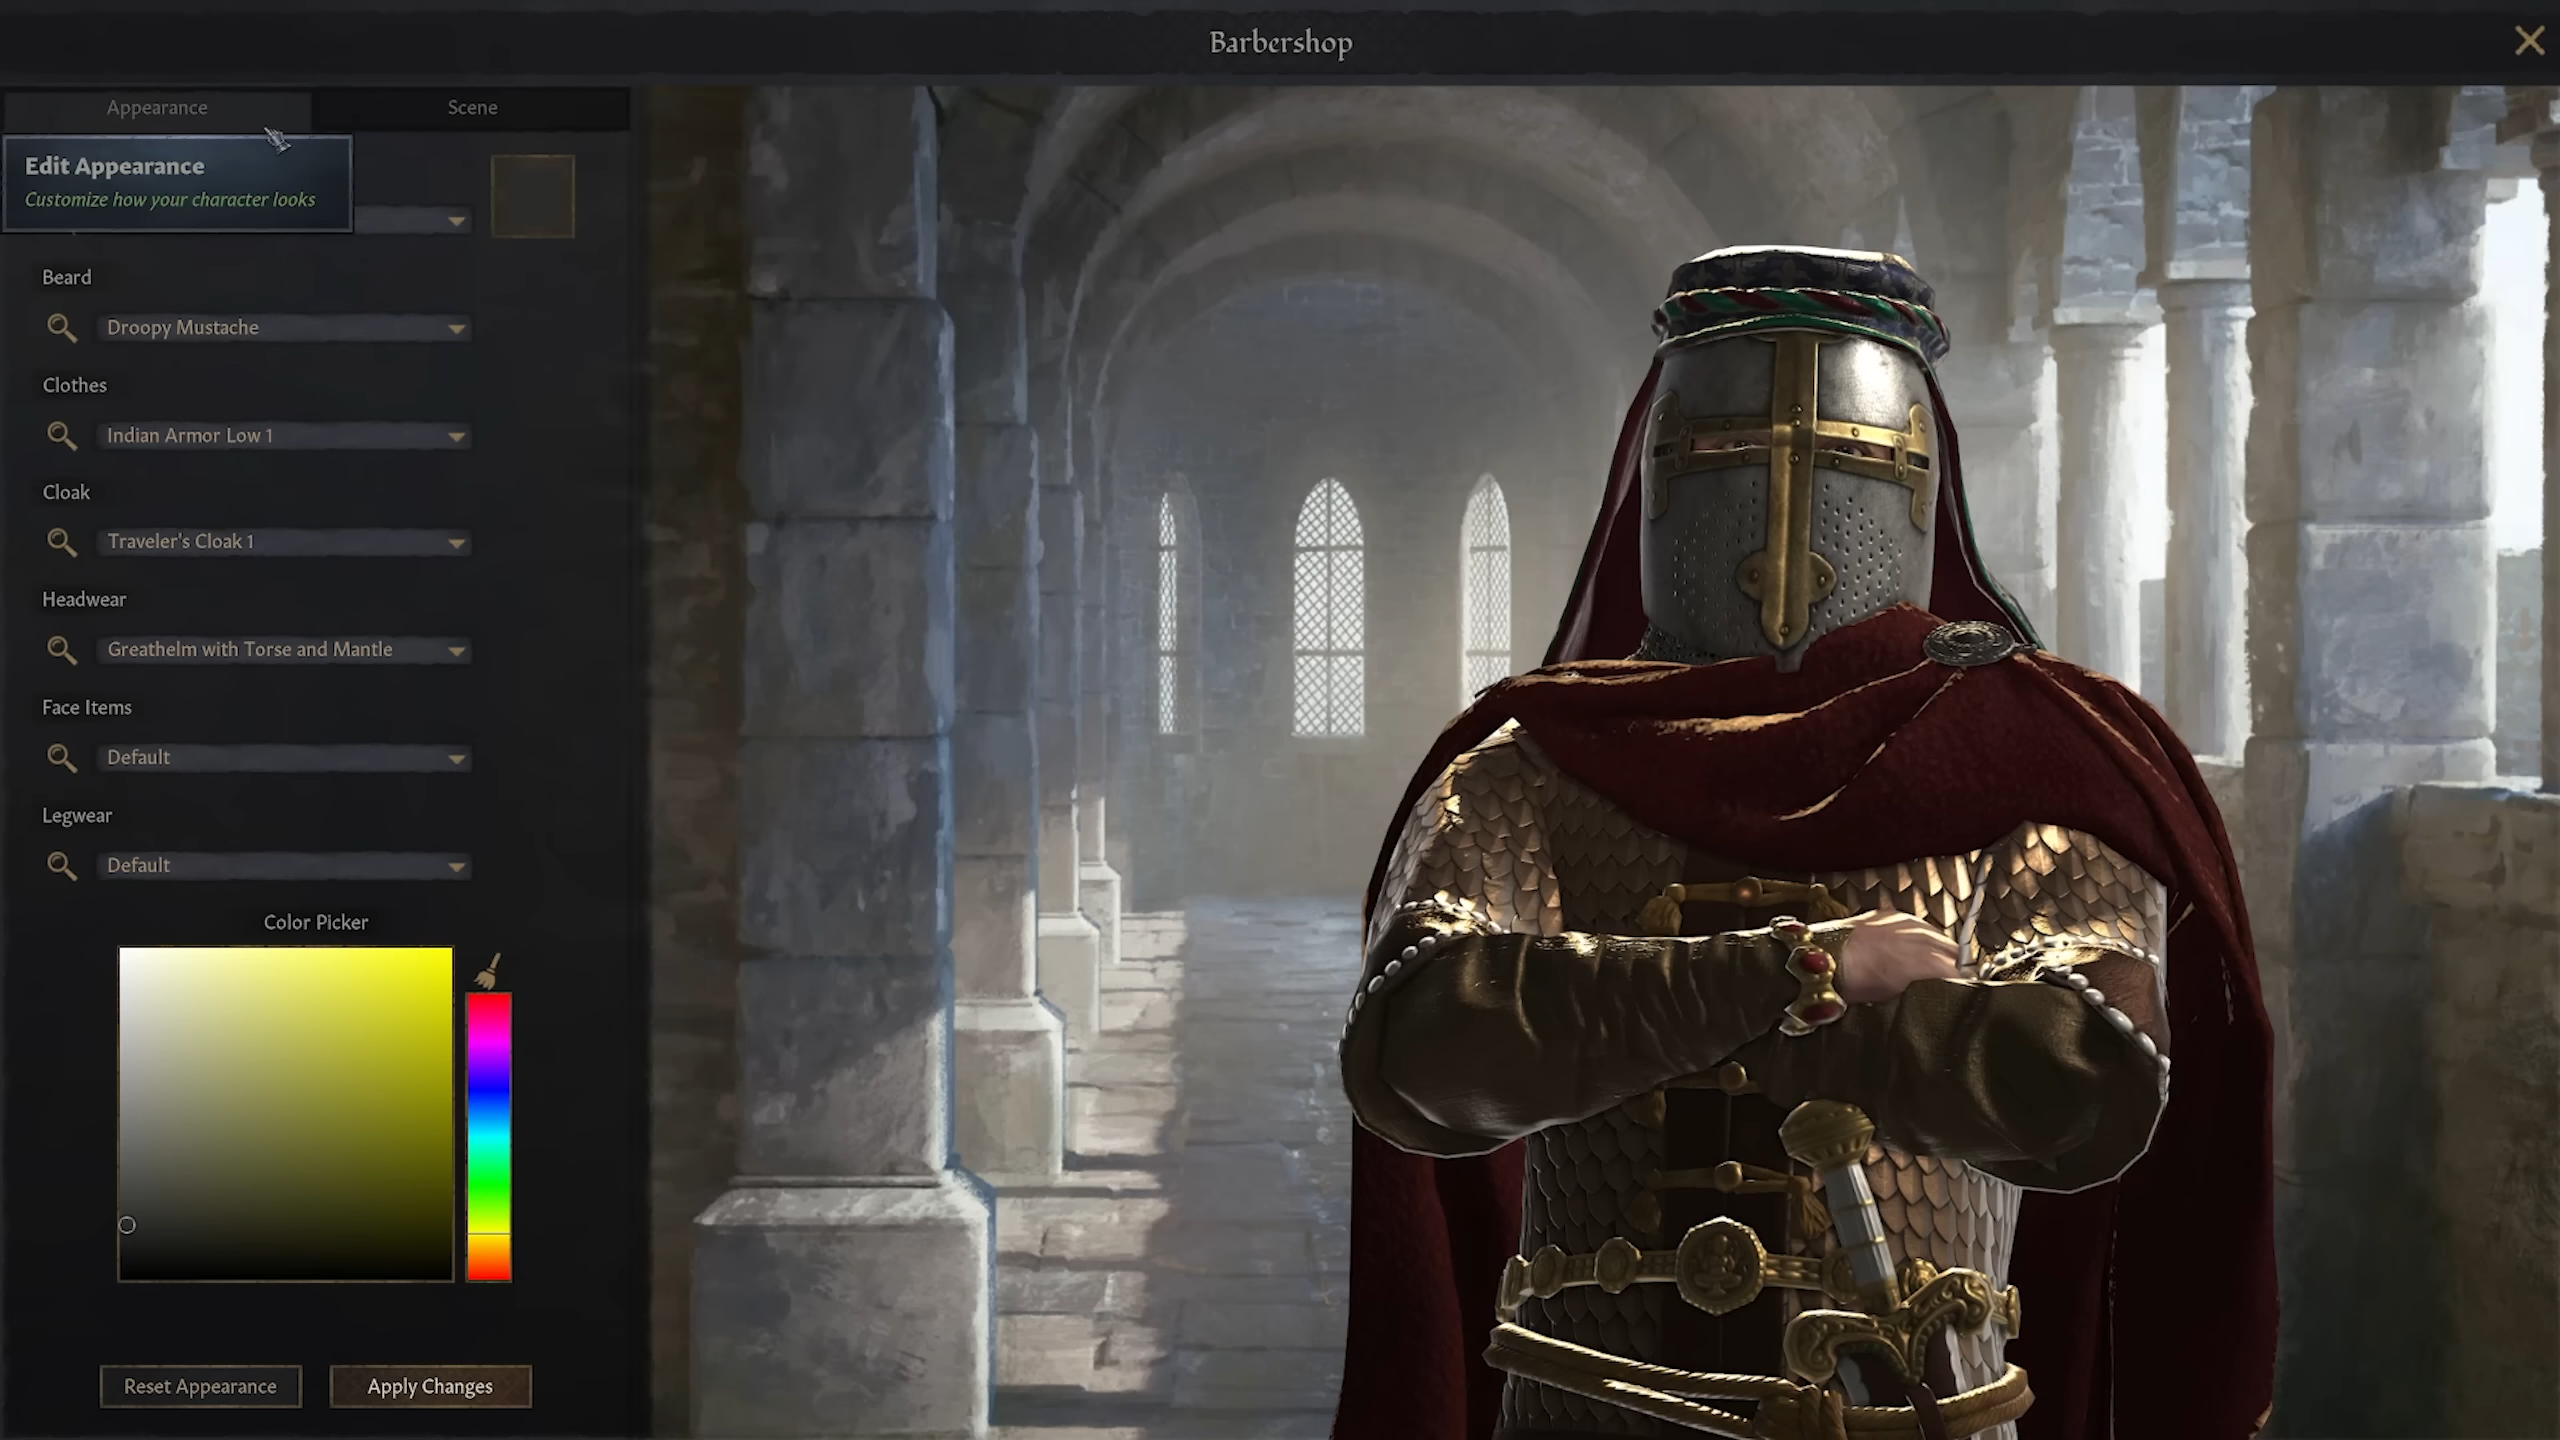 Barbershop
Appearance
Scene
Edit Appearance
Customize how your character looks
Beard
Droopy Mustache
Clothes
Indian Armor Low 1
Cloak
Traveler's Cloak 1
Headwear
Greathelm with Torse and Mantle
Face Items
Default
Legwear
Default
Color Picker
Reset Appearance
Apply Changes